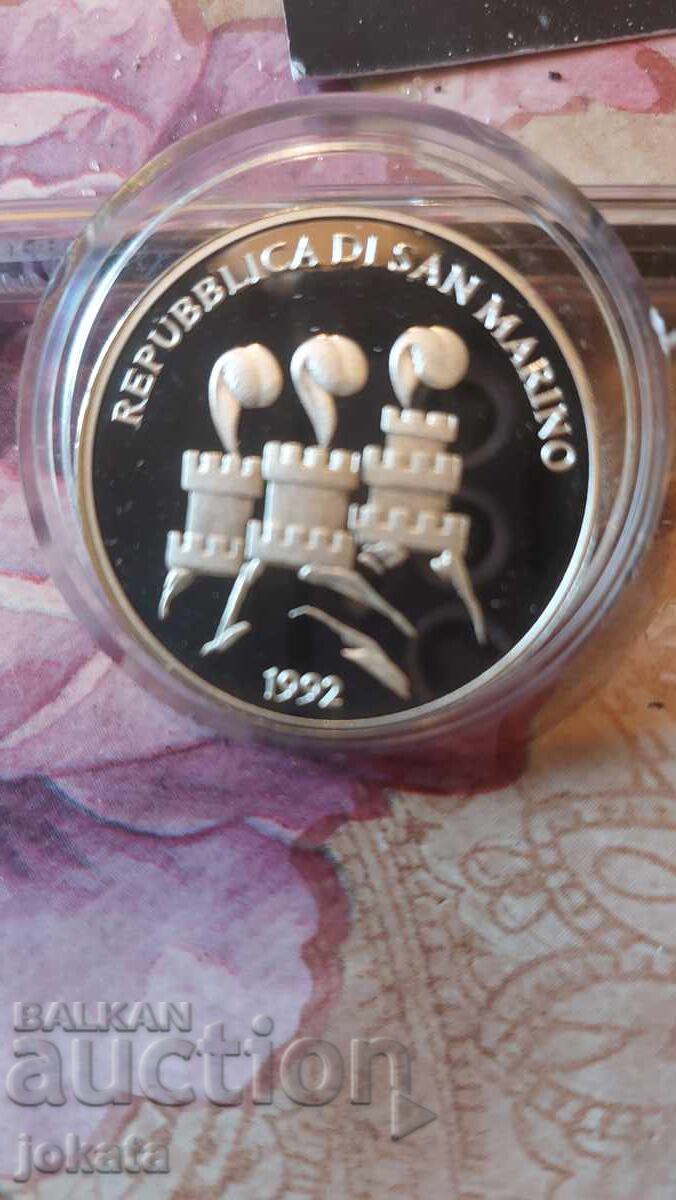 REPUBBLICA DI SAN MARINO
1992
BALKAN
auction
jokata